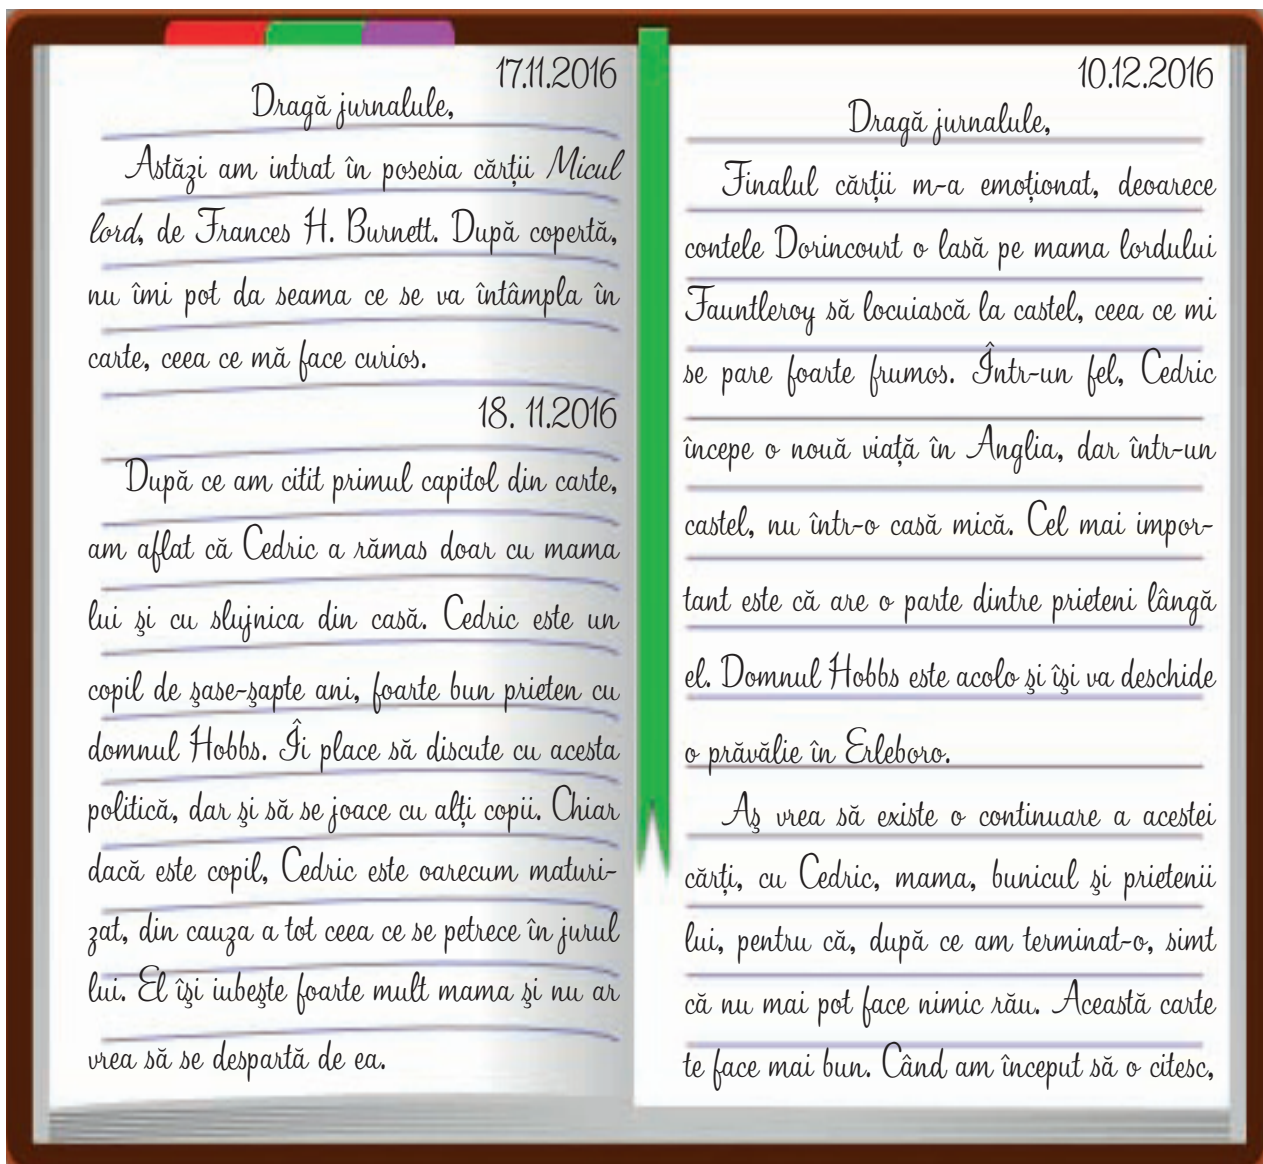 17.11.2016
Dragă jurnalule,
Astăzi am intrat în posesia cărții Micul
lord, de Frances H. Burnett. După copertă,
nu îmi pot da seama ce se va întâmpla în
carte, ceea ce mă face curios.
18. 11.2016
După ce am citit primul capitol din carte,
am aflat că Cedric a rămas doar cu mama
lui și cu slujnica din casă. Cedric este un
copil de șase-șapte ani, foarte bun prieten cu
domnul Hobbs. Îi place să discute cu acesta
politică, dar și să se joace cu alți copii. Chiar
dacă este copil, Cedric este oarecum maturi-
zat, din cauza a tot ceea ce se petrece în jurul
lui. El își iubește foarte mult mama și nu ar
vrea să se despartă de ea.
10.12.2016
Dragă jurnalule,
Finalul cărții m-a emoționat, deoarece
contele Dorincourt o lasă pe mama lordului
Fauntleroy să locuiască la castel, ceea ce mi
se pare foarte frumos. Într-un fel, Cedric
începe o nouă viață în Anglia, dar într-un
castel, nu într-o casă mică. Cel mai impor-
tant este că are o parte dintre prieteni lângă
el. Domnul Hobbs este acolo și își va deschide
o prăvălie în Erleboro.
Aș vrea să existe o continuare a acestei
cărți, cu Cedric, mama, bunicul și prietenii
lui, pentru că, după ce am terminat-o, simt
că nu mai pot face nimic rău. Această carte
te face mai bun. Când am început să o citesc,